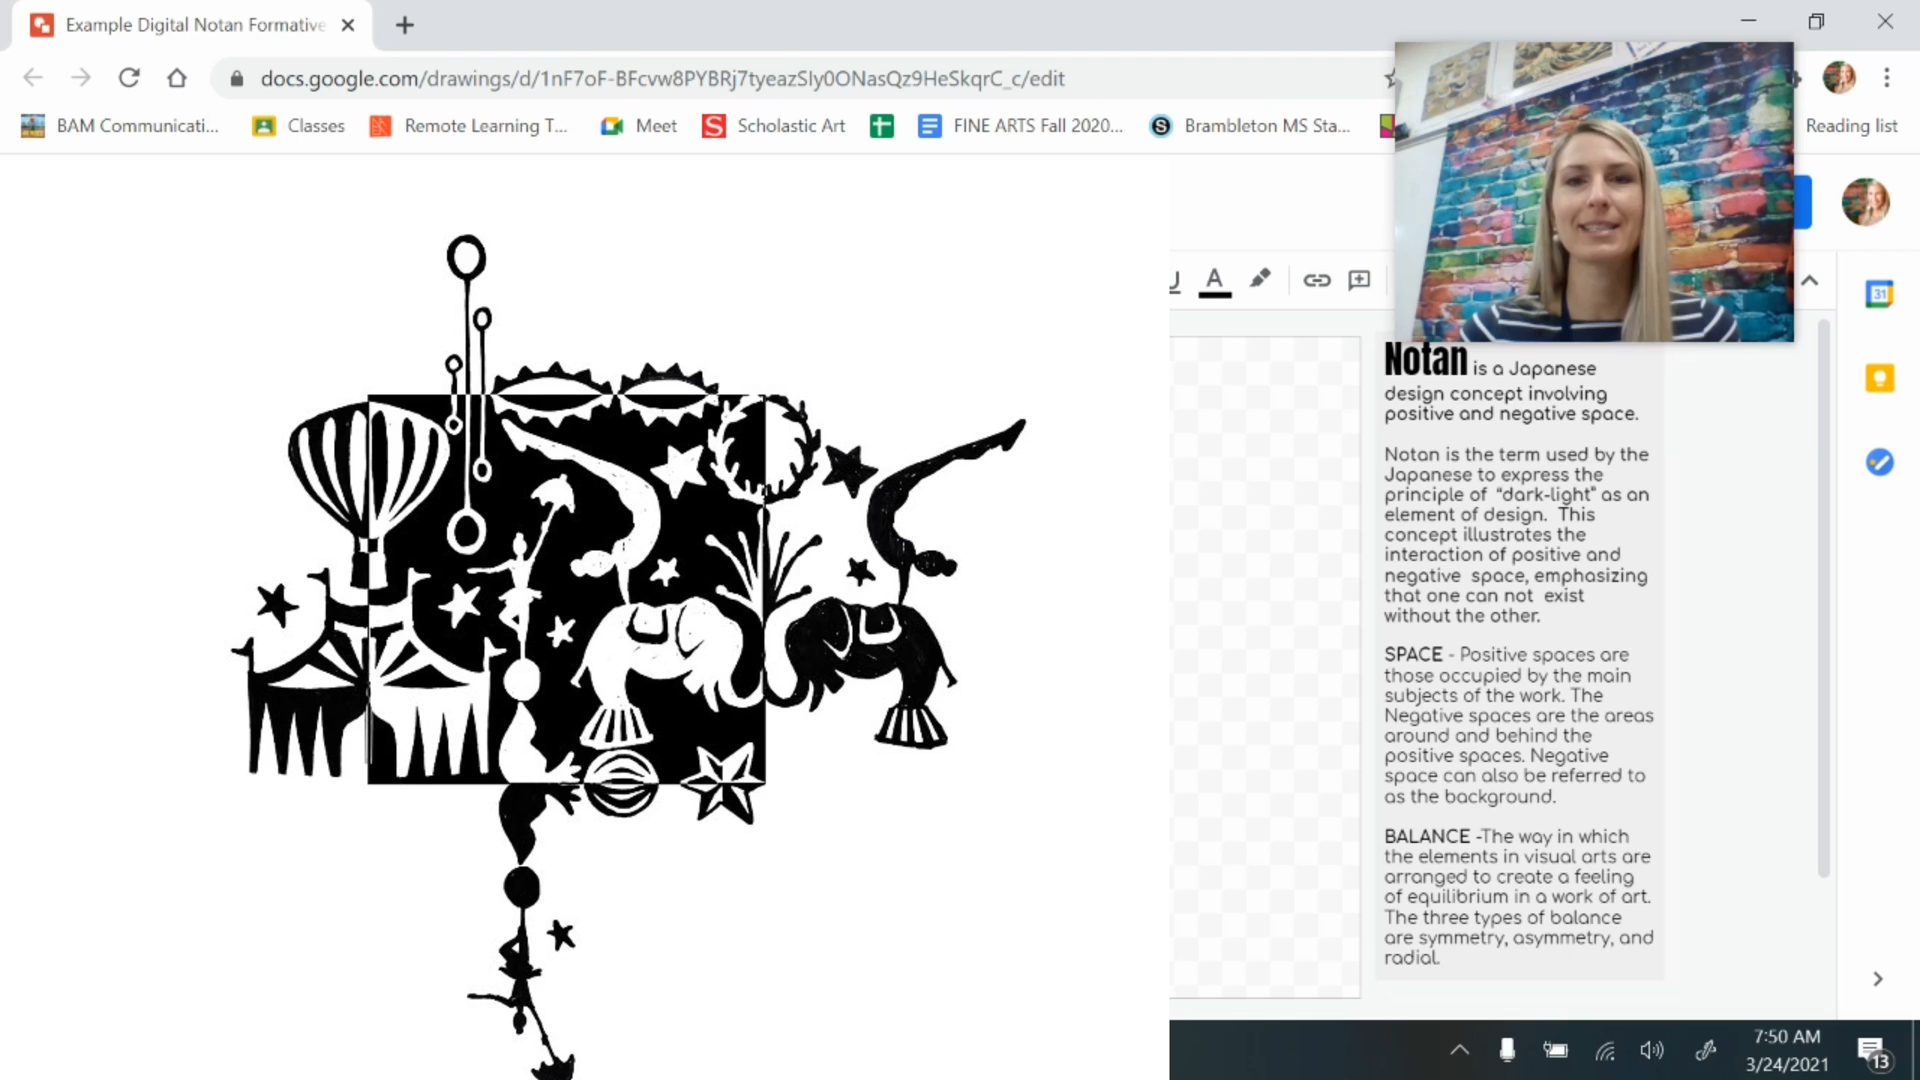 Example Digital Notan Formative
docs.google.com/drawings/d/1nF7oF-BFcvw8PYBRj7tyeazSIy0ONasQz9HeSkqrC_c/edit
BAM Communicati...
Classes
Remote Learning T...
Meet
Scholastic Art
FINE ARTS Fall 2020...
Brambleton MS Sta...
Reading list
A
31
Notan is a Japanese
design concept involving
positive and negative space.
Notan is the term used by the
Japanese to express the
principle of "dark-light" as an
element of design. This
concept illustrates the
interaction of positive and
negative space, emphasizing
that one can not exist
without the other.
SPACE - Positive spaces are
those occupied by the main
subjects of the work. The
Negative spaces are the areas
around and behind the
positive spaces. Negative
space can also be referred to
as the background.
BALANCE -The way in which
the elements in visual arts are
arranged to create a feeling
of equilibrium in a work of art.
The three types of balance
are symmetry, asymmetry, and
radial.
7:50 AM
3/24/2021
13